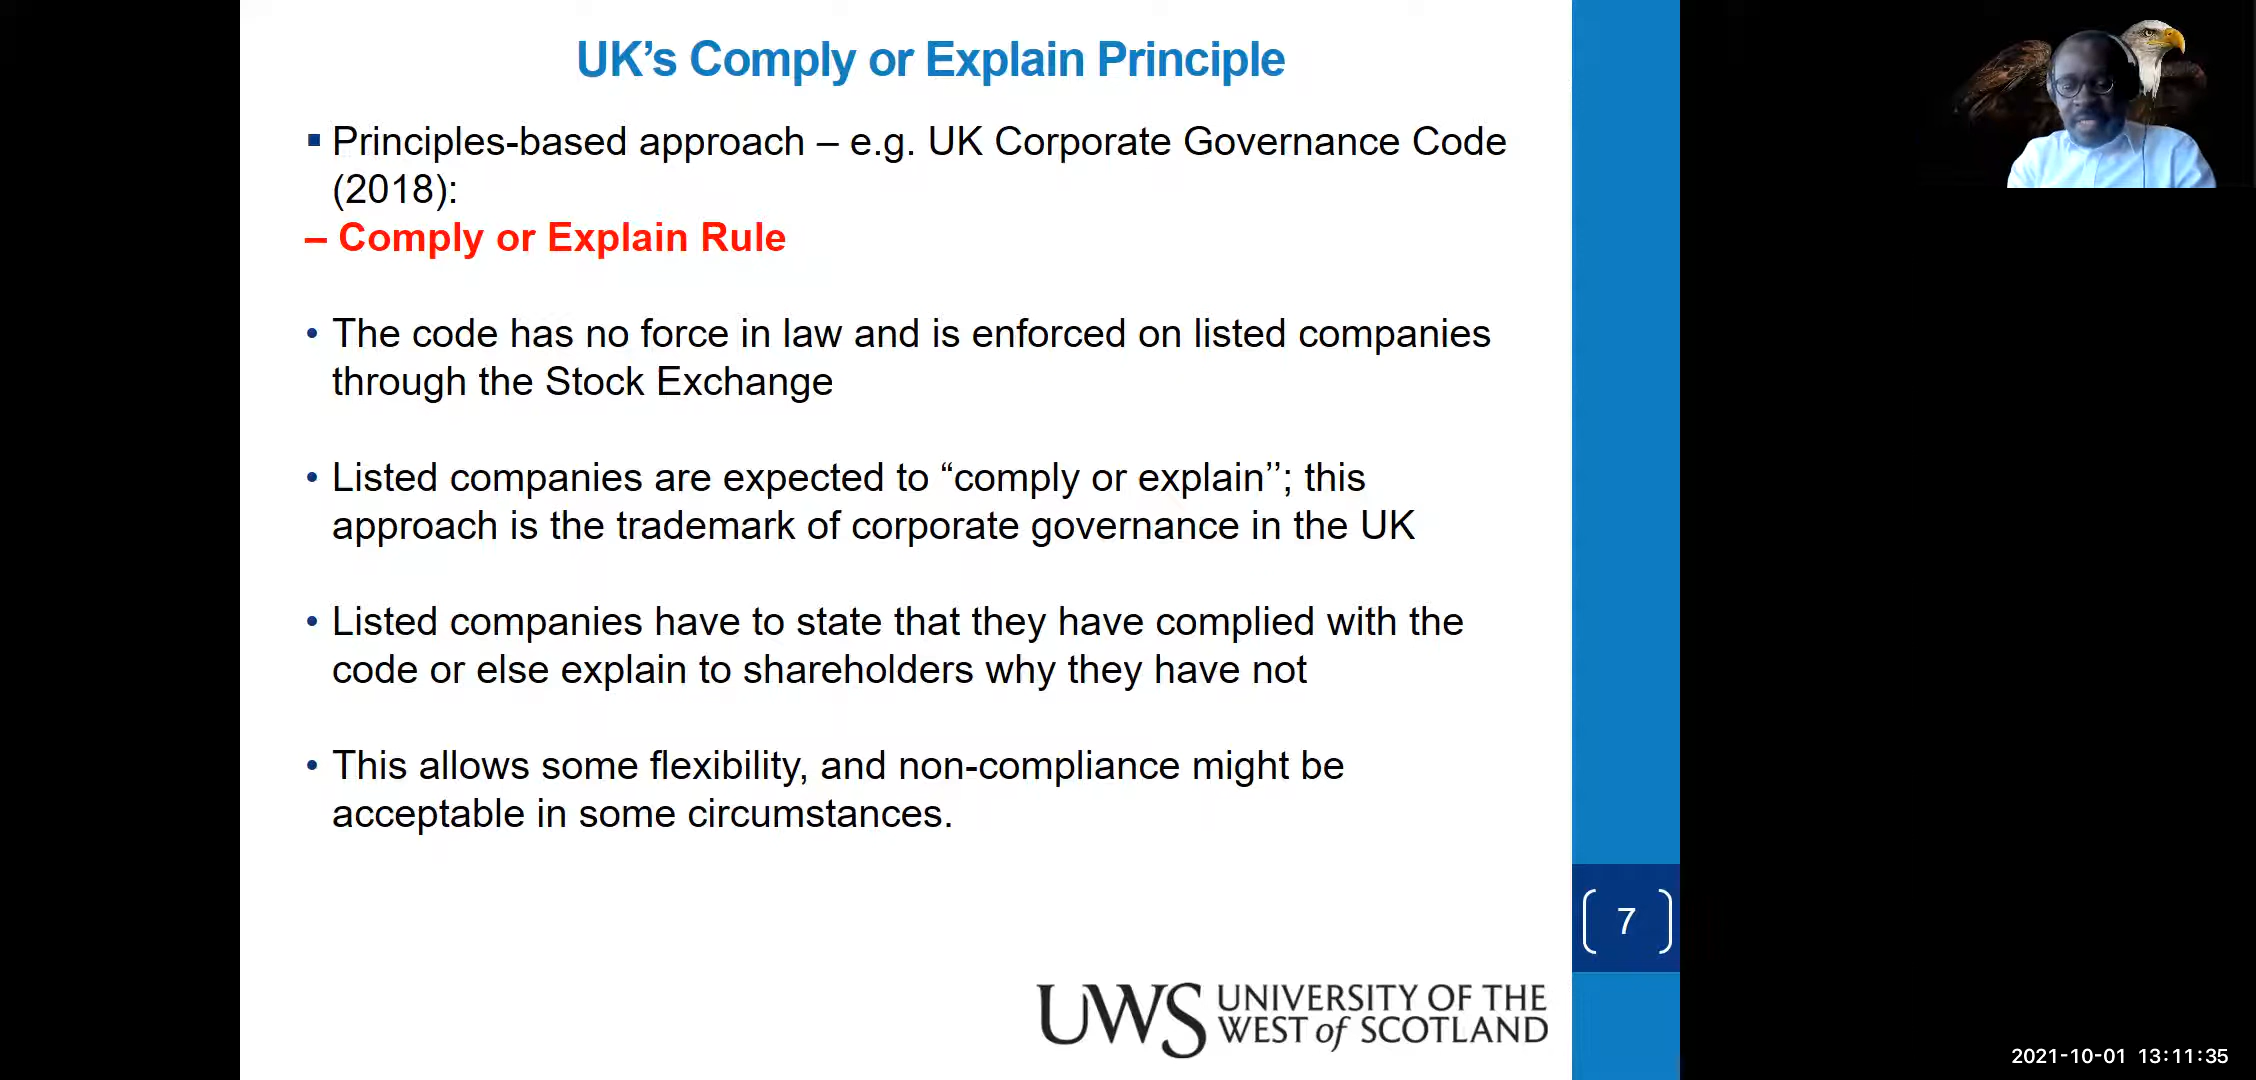 UK’s Comply or Explain Principle
▪ Principles-based approach – e.g. UK Corporate Governance Code
(2018):
– Comply or Explain Rule
• The code has no force in law and is enforced on listed companies
through the Stock Exchange
• Listed companies are expected to “comply or explain’’; this
approach is the trademark of corporate governance in the UK
• Listed companies have to state that they have complied with the
code or else explain to shareholders why they have not
• This allows some flexibility, and non-compliance might be
acceptable in some circumstances.
7
UWS UNIVERSITY OF THE
WEST of SCOTLAND
2021-10-01 13:11:35